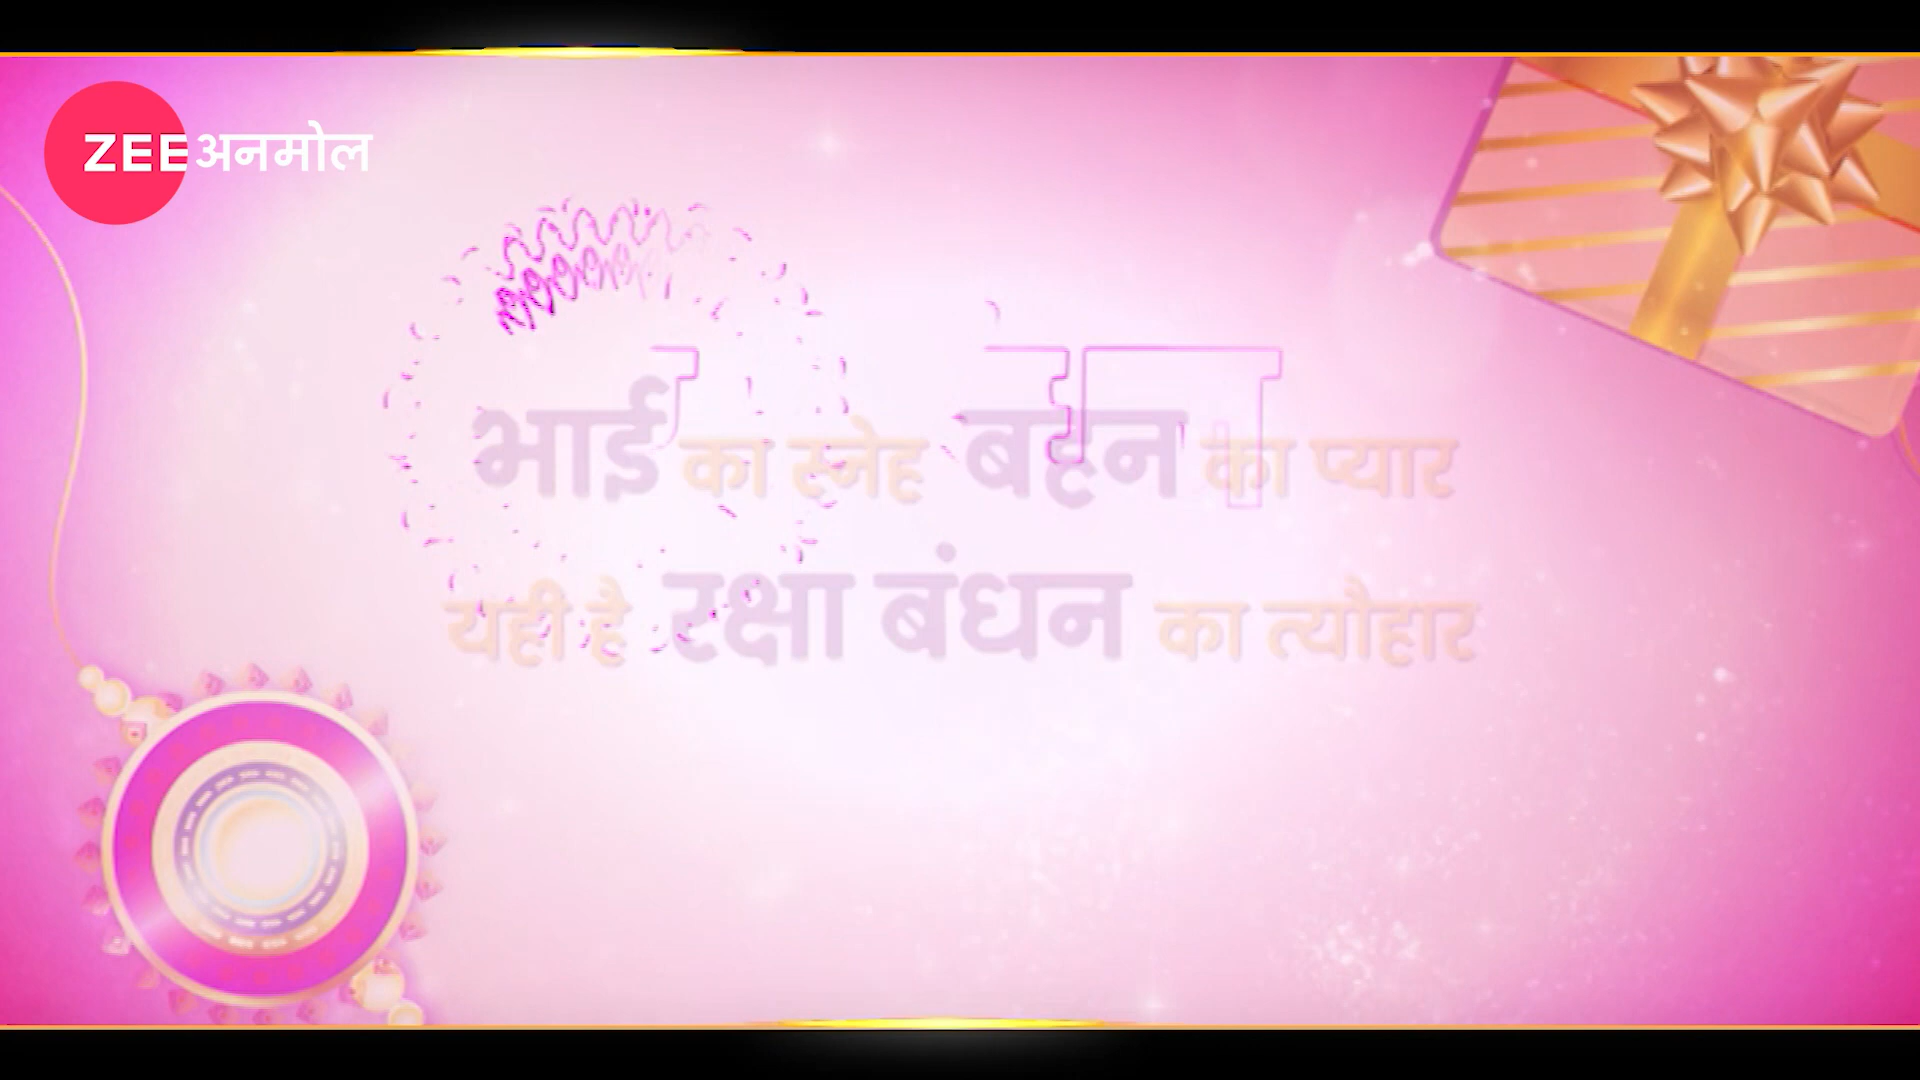 ZEE अनमोल
भाई का स्नेह बहन का प्यार
यही है रक्षा बंधन का त्यौहार